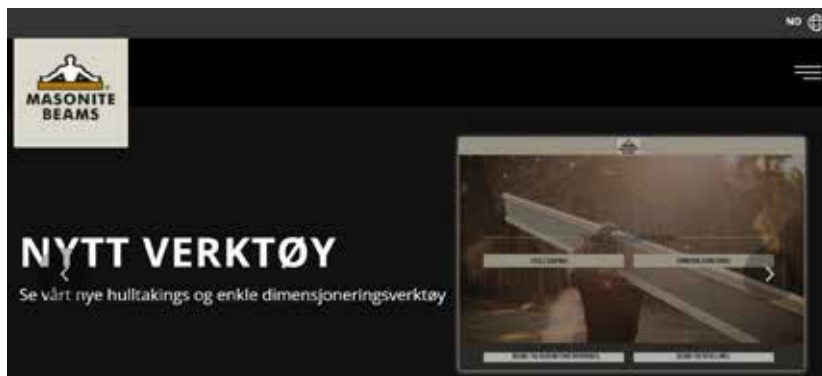 NO
MASONITE
BEAMS
NYTT VERKTØY
Se vårt nye hulltakings og enkle dimensjoneringsverktøy